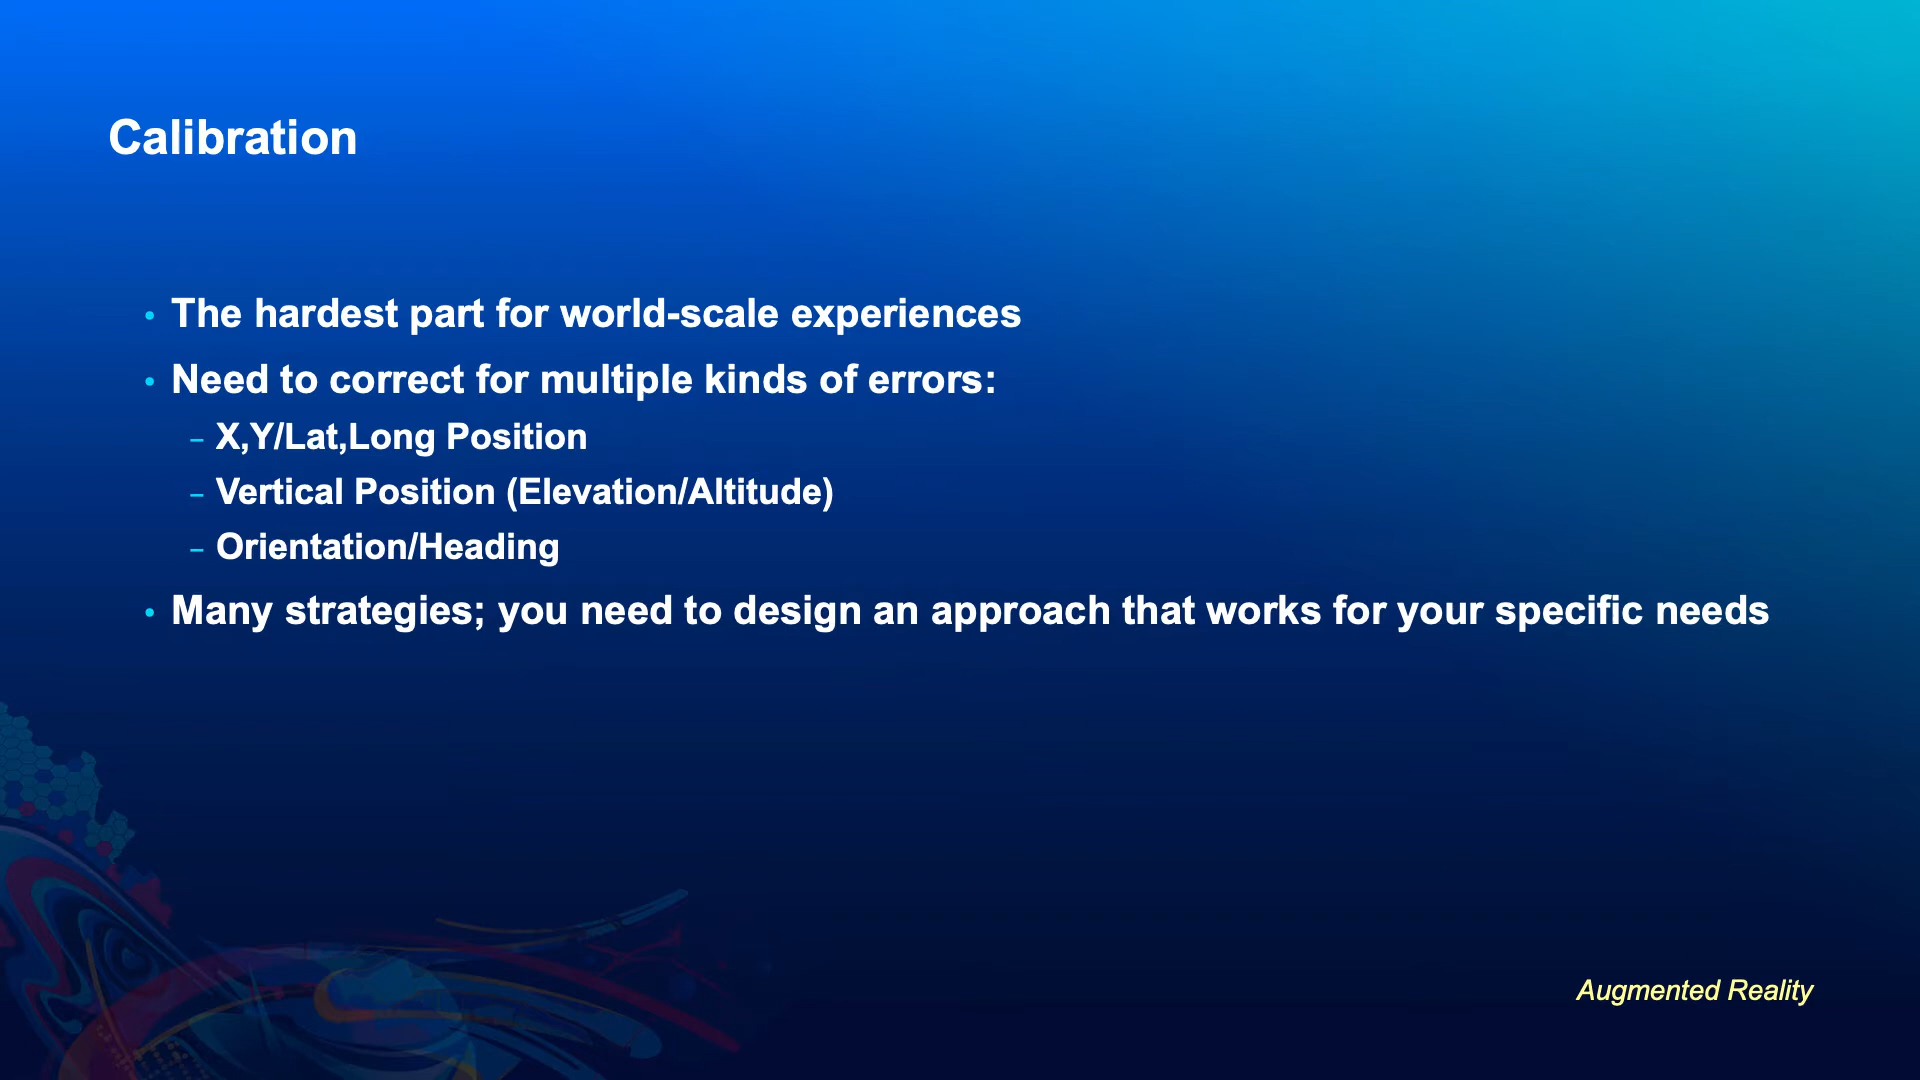 Calibration
• The hardest part for world-scale experiences
• Need to correct for multiple kinds of errors:
– X,Y/Lat,Long Position
– Vertical Position (Elevation/Altitude)
– Orientation/Heading
• Many strategies; you need to design an approach that works for your specific needs
Augmented Reality